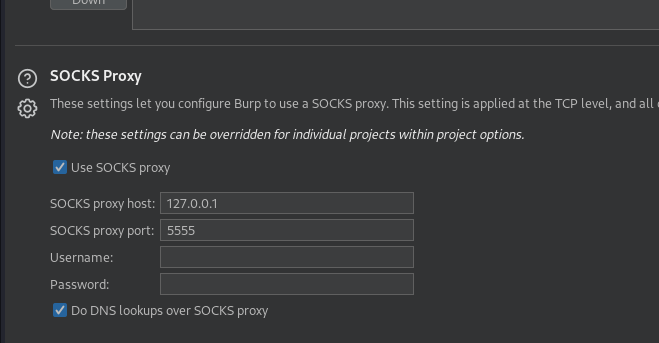 Down
SOCKS Proxy
These settings let you configure Burp to use a SOCKS proxy. This setting is applied at the TCP level, and all
Note: these settings can be overridden for individual projects within project options.
Use SOCKS proxy
SOCKS proxy host: 127.0.0.1
SOCKS proxy port: 5555
Username:
Password:
Do DNS lookups over SOCKS proxy